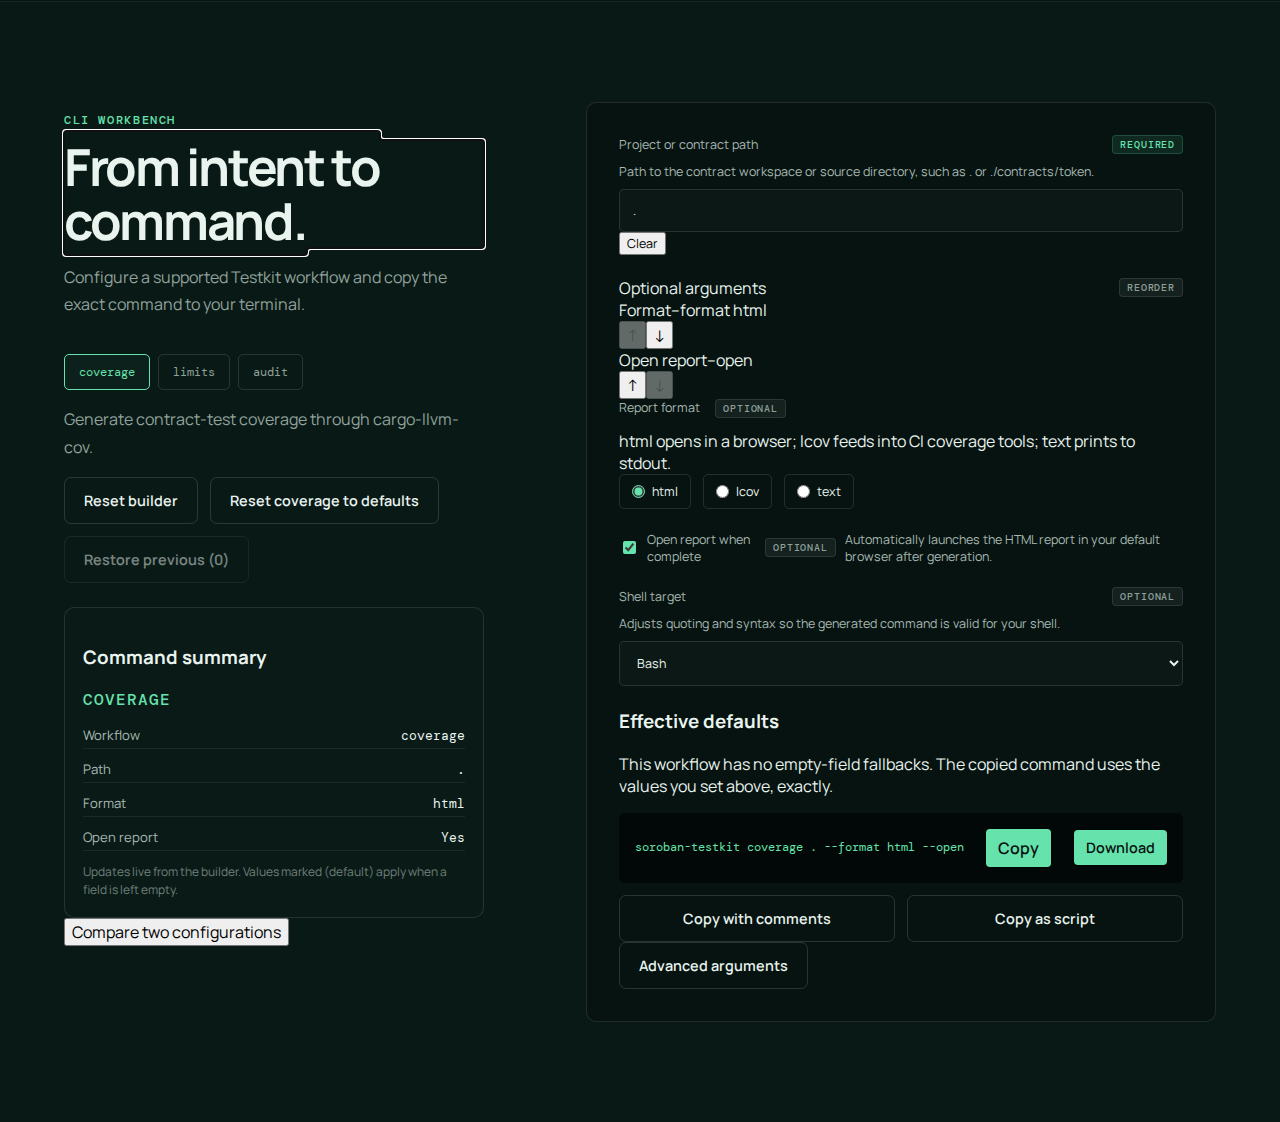 CLI WORKBENCH
From intent to
command.
Configure a supported Testkit workflow and copy the
exact command to your terminal.
coverage
limits
audit
Generate contract-test coverage through cargo-llvm-
cov.
Reset builder
Reset coverage to defaults
Restore previous (0)
Command summary
COVERAGE
Workflow coverage
Path .
Format html
Open report Yes
Updates live from the builder. Values marked (default) apply when a
field is left empty.
Compare two configurations
Project or contract path REQUIRED
Path to the contract workspace or source directory, such as . or ./contracts/token.
.
Clear
Optional arguments REORDER
Format--format html
↑ ↓
Open report--open
↑ ↓
Report format OPTIONAL
html opens in a browser; lcov feeds into CI coverage tools; text prints to
stdout.
html
lcov
text
Open report when
complete
OPTIONAL
Automatically launches the HTML report in your default
browser after generation.
Shell target OPTIONAL
Adjusts quoting and syntax so the generated command is valid for your shell.
Bash
Effective defaults
This workflow has no empty-field fallbacks. The copied command uses the
values you set above, exactly.
soroban-testkit coverage . --format html --open
Copy
Download
Copy with comments
Copy as script
Advanced arguments